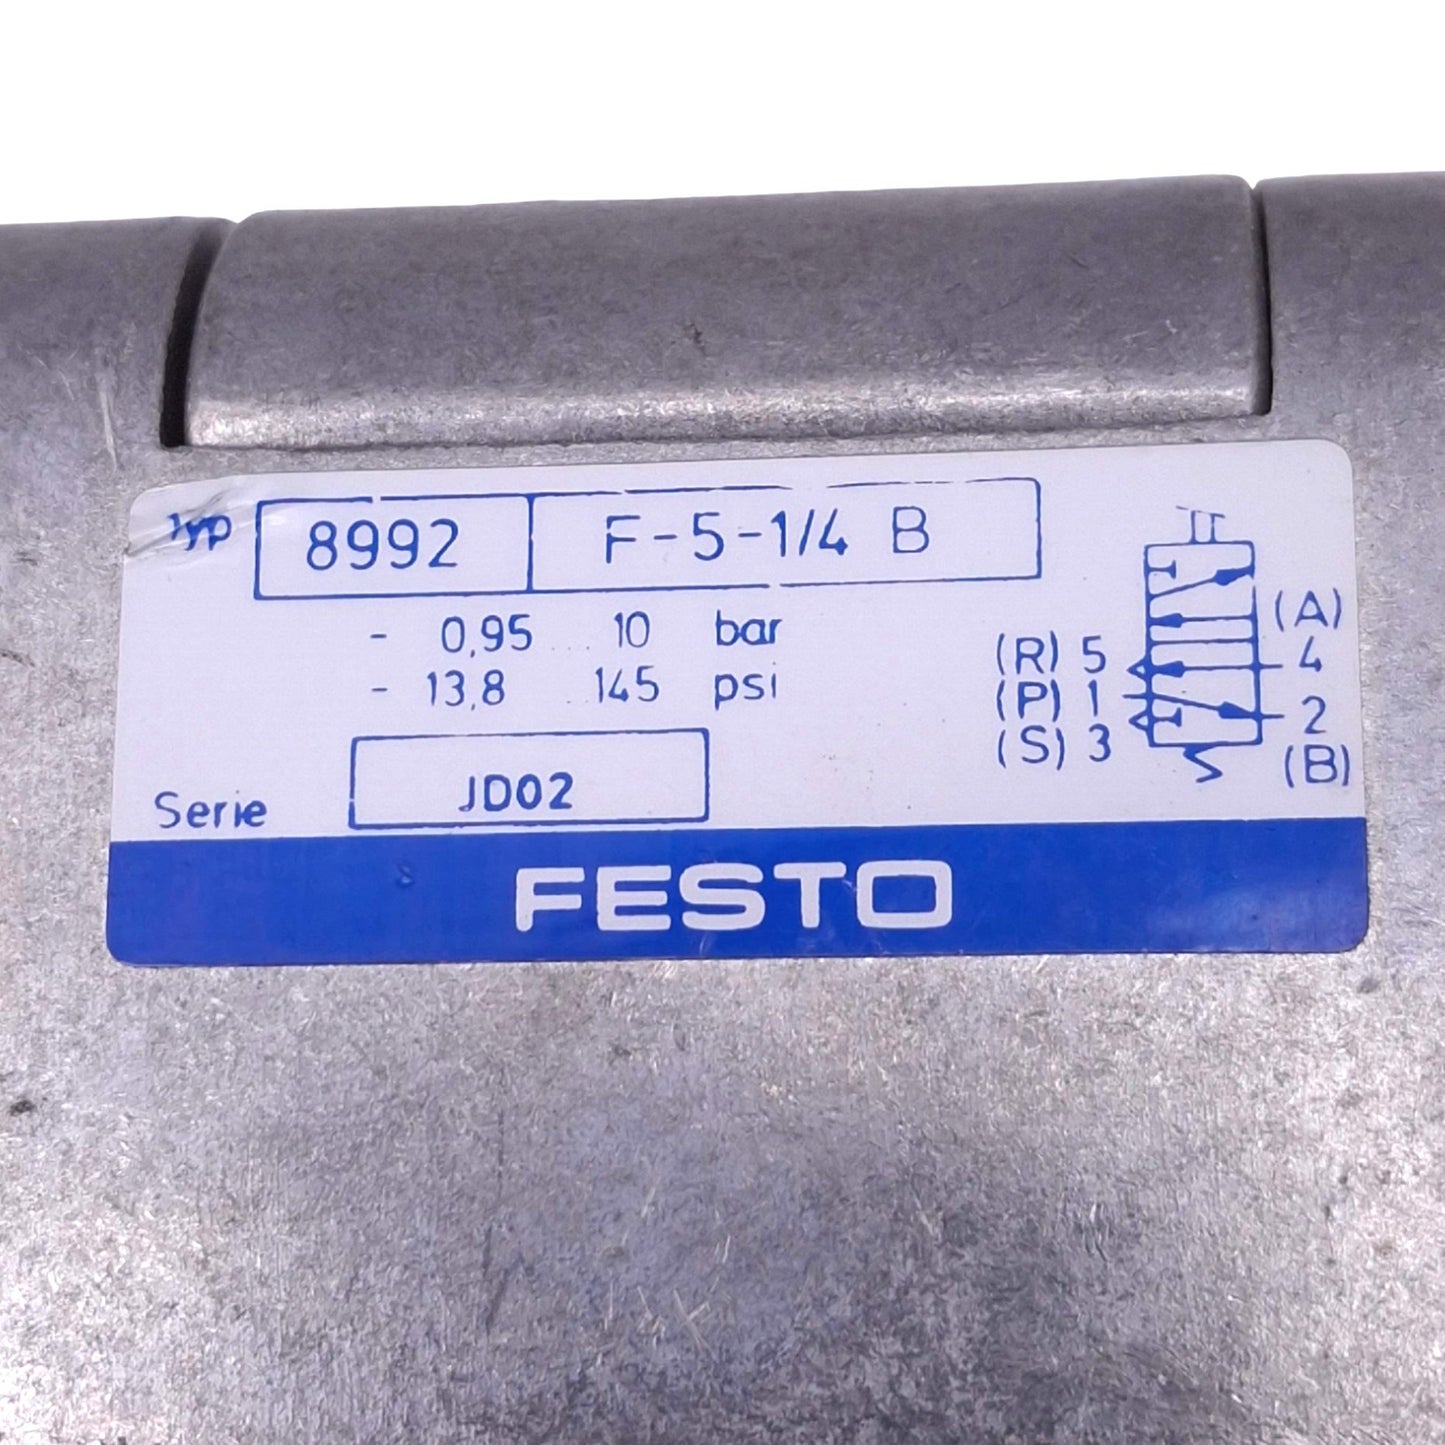 Typ 8992 F-5-1/4 B
- 0,95 ... 10 bar
- 13,8 ... 145 psi
Serie JD02
(A)
(R) 5 4
(P) 1 2
(S) 3 (B)
FESTO